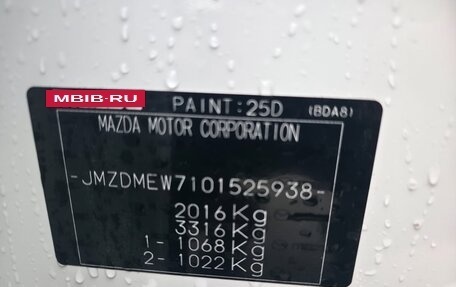 MBIB-RU PAINT:25D (BDA8)
MAZDA MOTOR CORPORATION
-JMZDMEW7101525938-
2016Kg
3316Kg
1- 1068Kg
2- 1022Kg